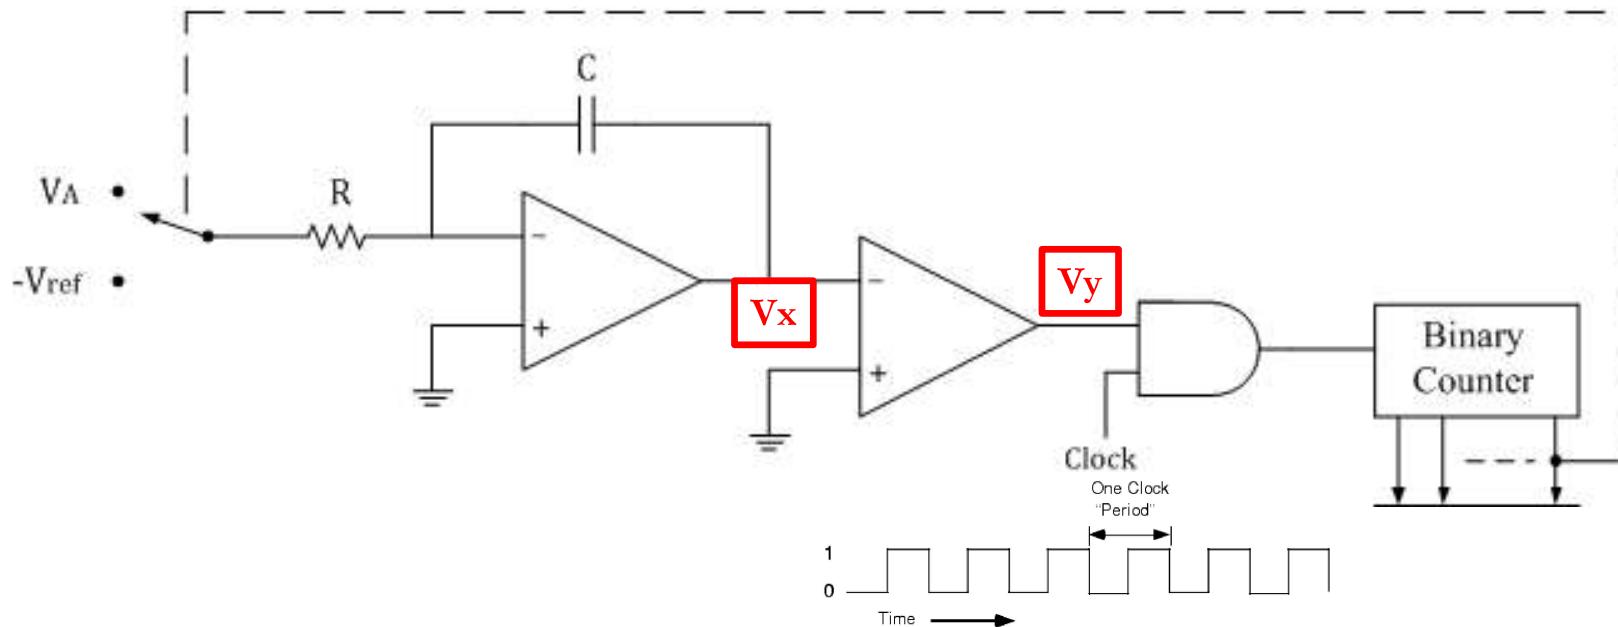 C
VA
R
-Vref
−
+
Vx
−
+
Vy
Clock
Binary
Counter
One Clock
"Period"
1
0
Time